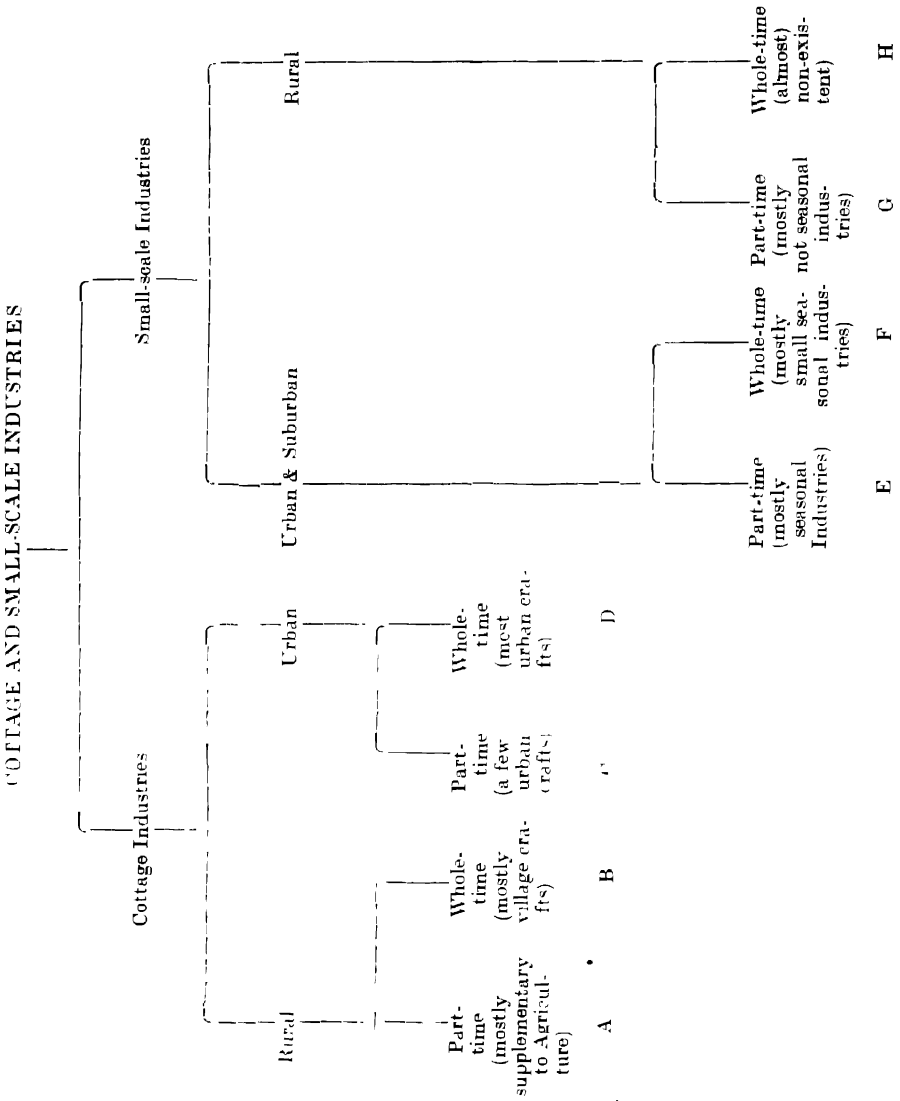 COTTAGE AND SMALL-SCALE INDUSTRIES
Cottage Industries
Small-scale Industries
Rural
Urban
Urban & Suburban
Rural
Part-
time
(mostly
supplementary
to Agricul-
ture)
A
Whole-
time
(mostly
village cra-
fts)
B
Part-
time
(a few
urban
crafts)
C
Whole-
time
(most
urban cra-
fts)
D
Part-time
(mostly
seasonal
Industries)
E
Whole-time
(mostly
small sea-
sonal indus-
tries)
F
Part-time
(mostly
not seasonal
indus-
tries)
G
Whole-time
(almost)
non-exis-
tent)
H